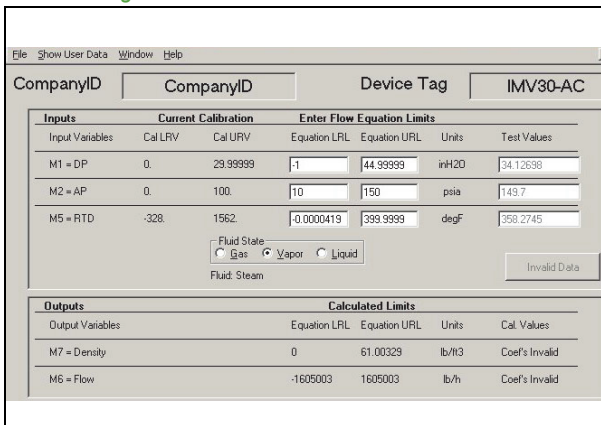 File Show User Data Window Help
CompanyID CompanyID Device Tag IMV30-AC
Inputs Current Calibration Enter Flow Equation Limits
Input Variables Cal LRV Cal URV Equation LRL Equation URL Units Test Values
M1 = DP 0. 29.99999 -1 44.99999 inH2O 34.12698
M2 = AP 0. 100. 10 150 psia 149.7
M5 = RTD -328. 1562. -0.0000419 399.9999 degF 358.2745
Fluid State
Gas Vapor Liquid
Fluid: Steam
Invalid Data
Outputs Calculated Limits
Output Variables Equation LRL Equation URL Units Cal. Values
M7 = Density 0 61.00329 lb/ft3 Coef's Invalid
M6 = Flow -1605003 1605003 lb/h Coef's Invalid